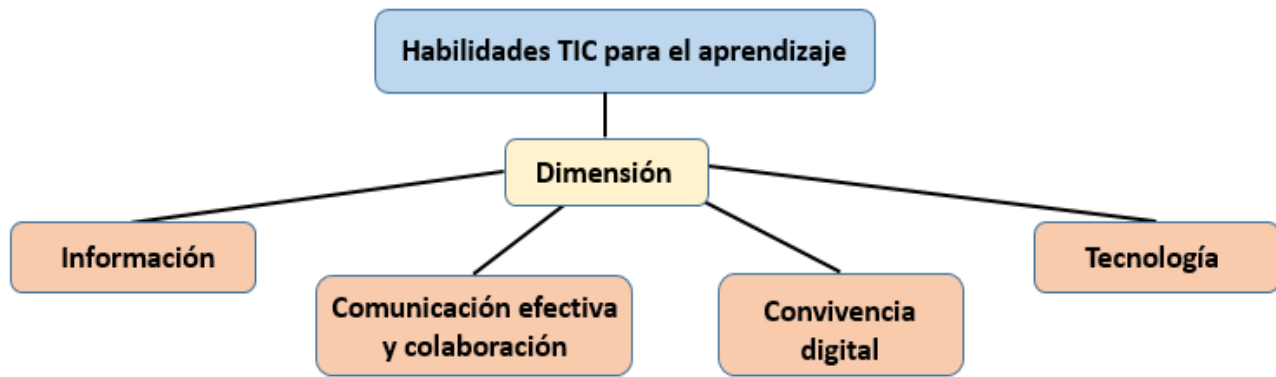 Habilidades TIC para el aprendizaje
Dimensión
Información
Comunicación efectiva
y colaboración
Convivencia
digital
Tecnología